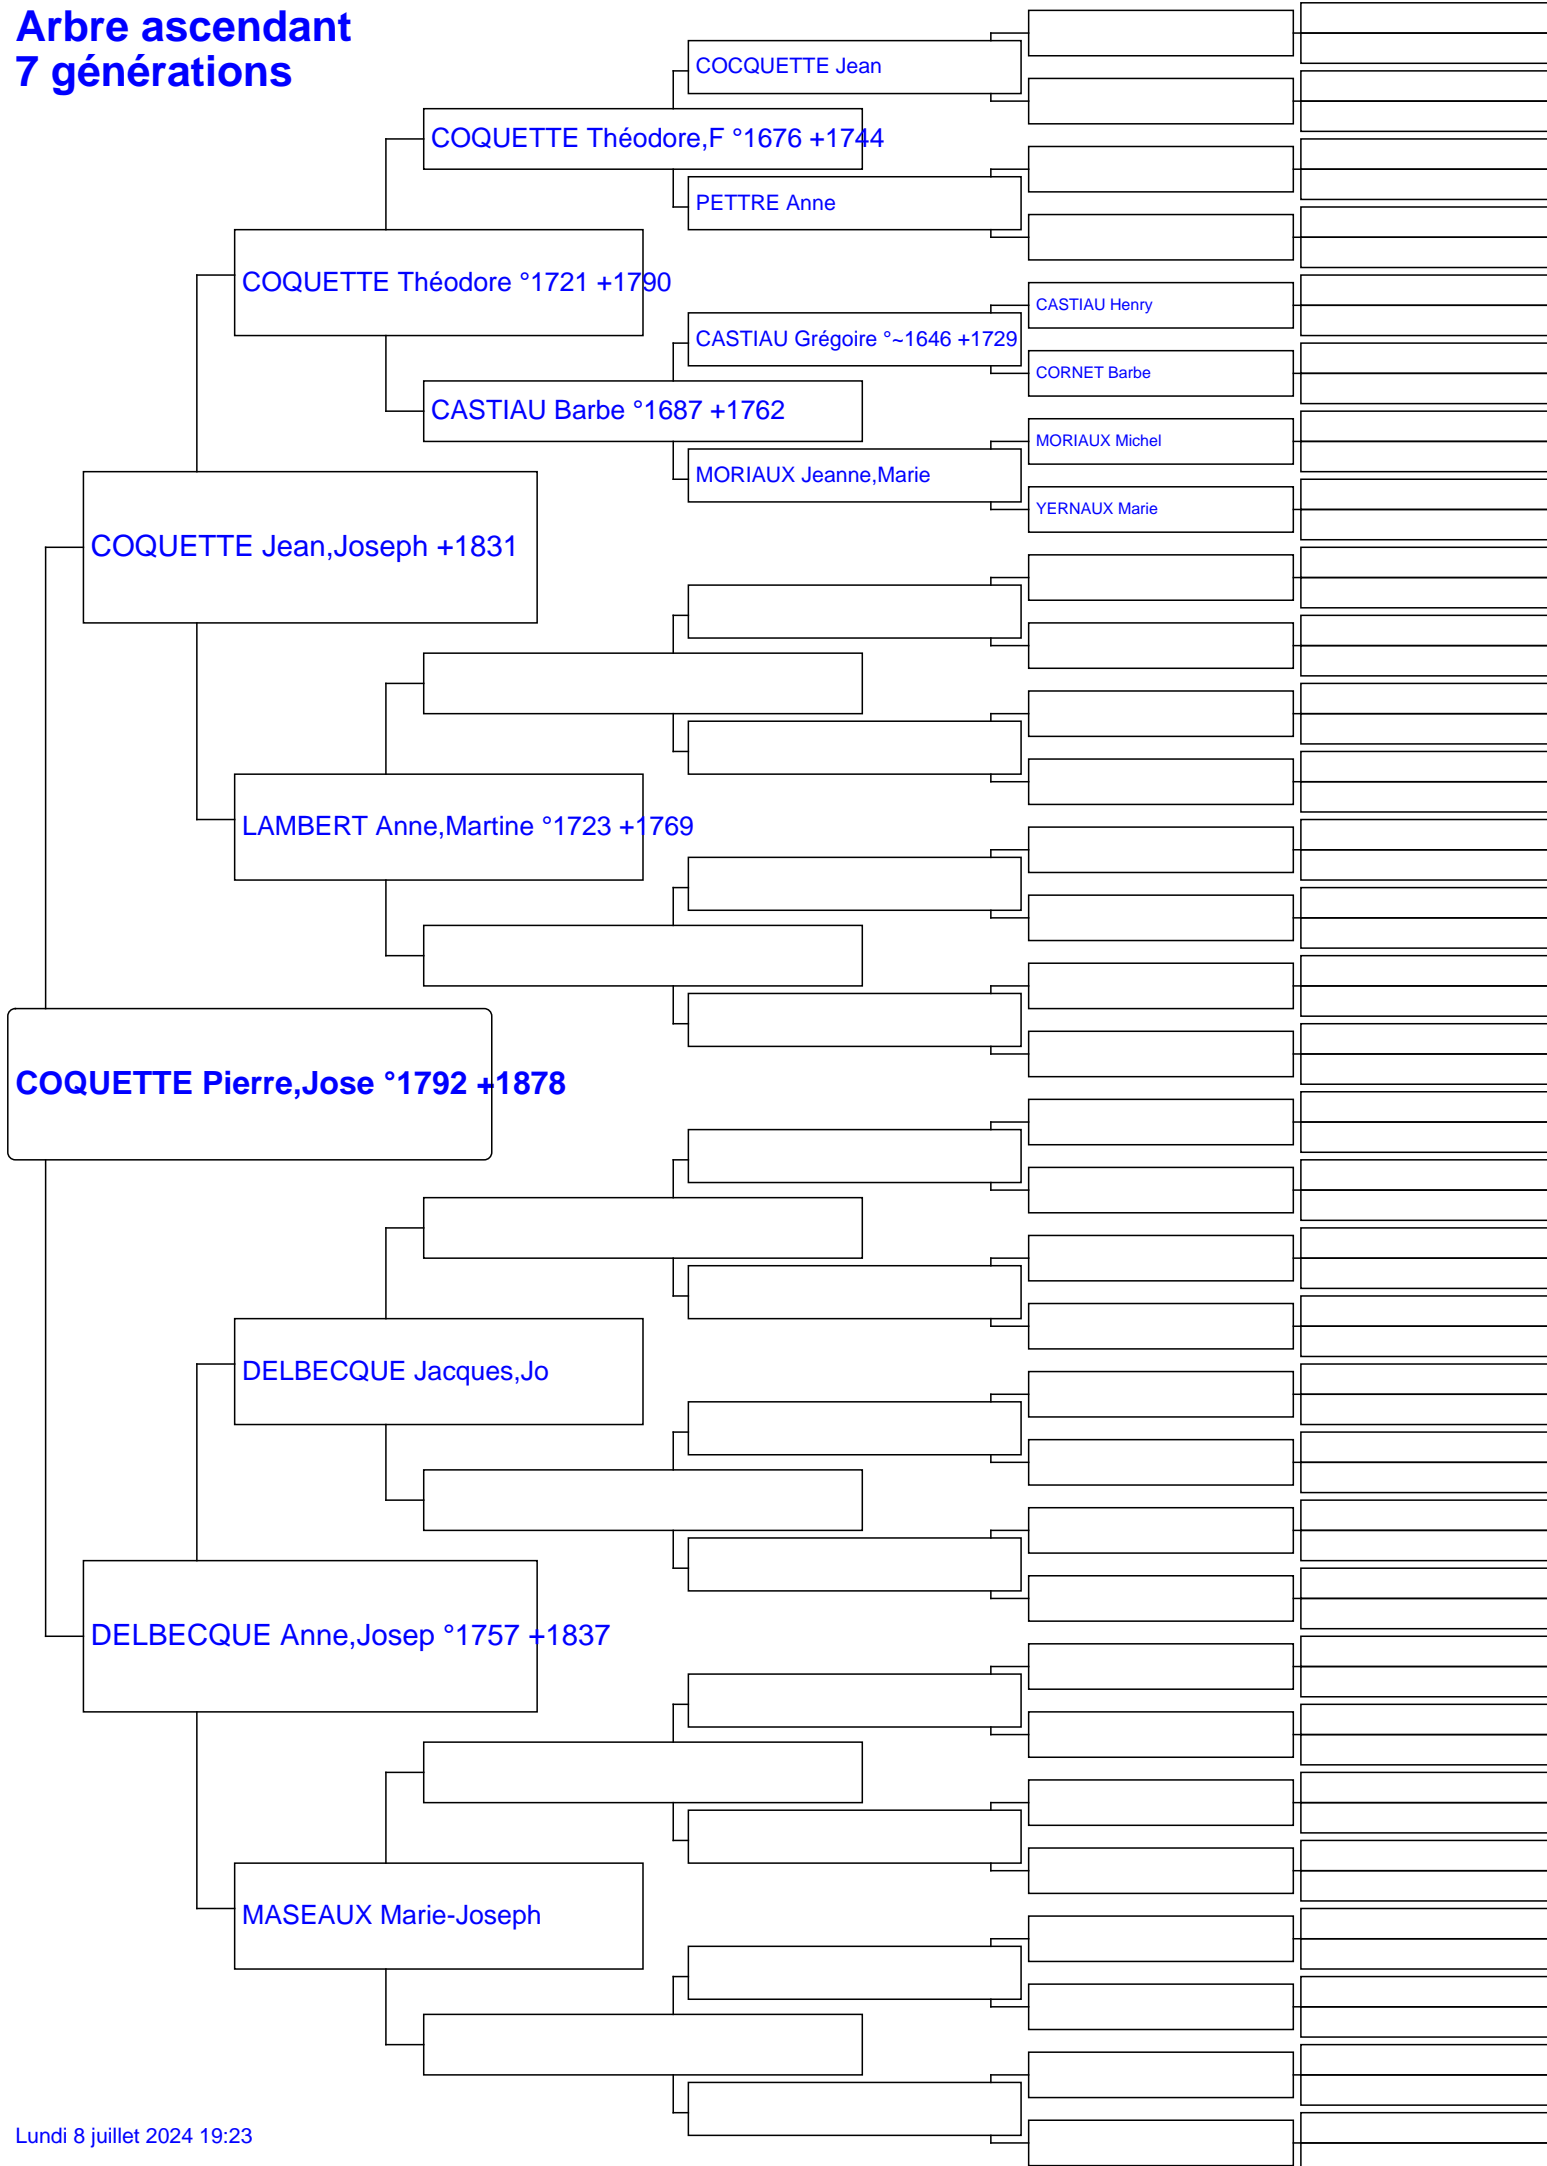 Arbre ascendant
7 générations
COCQUETTE Jean
COQUETTE Théodore,F °1676 +1744
PETTRE Anne
COQUETTE Théodore °1721 +1790
CASTIAU Henry
CASTIAU Grégoire °~1646 +1729
CORNET Barbe
CASTIAU Barbe °1687 +1762
MORIAUX Michel
MORIAUX Jeanne,Marie
YERNAUX Marie
COQUETTE Jean,Joseph +1831
LAMBERT Anne,Martine °1723 +1769
COQUETTE Pierre,Jose °1792 +1878
DELBECQUE Jacques,Jo
DELBECQUE Anne,Josep °1757 +1837
MASEAUX Marie-Joseph
Lundi 8 juillet 2024 19:23